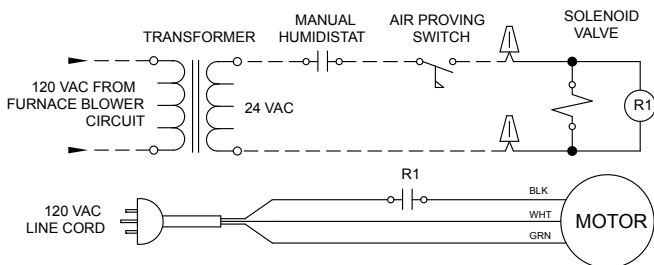 TRANSFORMER
MANUAL
HUMIDISTAT
AIR PROVING
SWITCH
SOLENOID
VALVE
120 VAC FROM
FURNACE BLOWER
CIRCUIT
24 VAC
R1
120 VAC
LINE CORD
R1
BLK
WHT
GRN
MOTOR